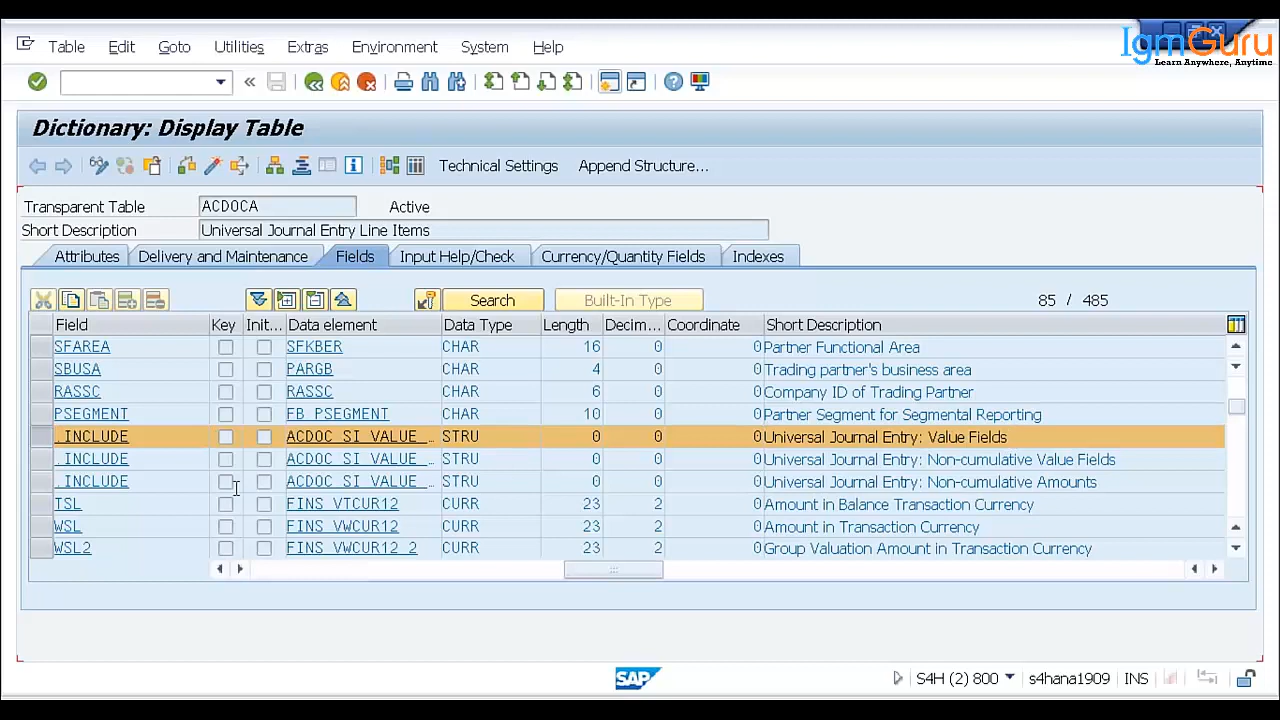 Table Edit Goto Utilities Extras Environment System Help
IgmGuru
Learn Anywhere, Anytime
Dictionary: Display Table
Technical Settings Append Structure...
Transparent Table ACDOCA Active
Short Description Universal Journal Entry Line Items
Attributes Delivery and Maintenance Fields Input Help/Check Currency/Quantity Fields Indexes
Search Built-In Type 85 / 485
Field Key Init... Data element Data Type Length Decim... Coordinate Short Description
SFAREA SFKBER CHAR 16 0 0 Partner Functional Area
SBUSA PARGB CHAR 4 0 0 Trading partner's business area
RASSC RASSC CHAR 6 0 0 Company ID of Trading Partner
PSEGMENT FB_PSEGMENT CHAR 10 0 0 Partner Segment for Segmental Reporting
.INCLUDE ACDOC_SI_VALUE_... STRU 0 0 0 Universal Journal Entry: Value Fields
.INCLUDE ACDOC_SI_VALUE_... STRU 0 0 0 Universal Journal Entry: Non-cumulative Value Fields
.INCLUDE ACDOC_SI_VALUE_... STRU 0 0 0 Universal Journal Entry: Non-cumulative Amounts
TSL FINS_VTCUR12 CURR 23 2 0 Amount in Balance Transaction Currency
WSL FINS_VWCUR12 CURR 23 2 0 Amount in Transaction Currency
WSL2 FINS_VWCUR12_2 CURR 23 2 0 Group Valuation Amount in Transaction Currency
SAP S4H (2) 800 s4hana1909 INS